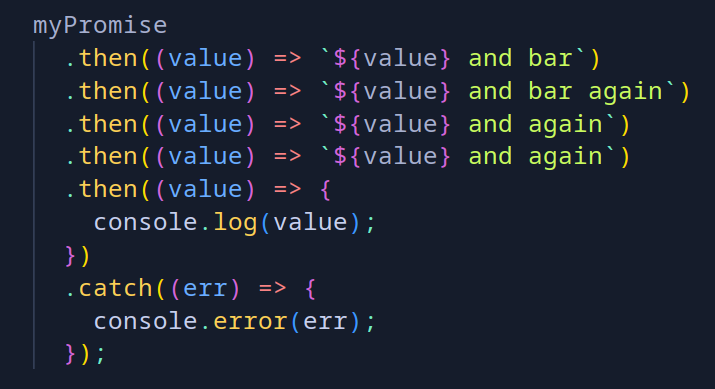 myPromise
  .then((value) => `${value} and bar`)
  .then((value) => `${value} and bar again`)
  .then((value) => `${value} and again`)
  .then((value) => `${value} and again`)
  .then((value) => {
    console.log(value);
  })
  .catch((err) => {
    console.error(err);
  });